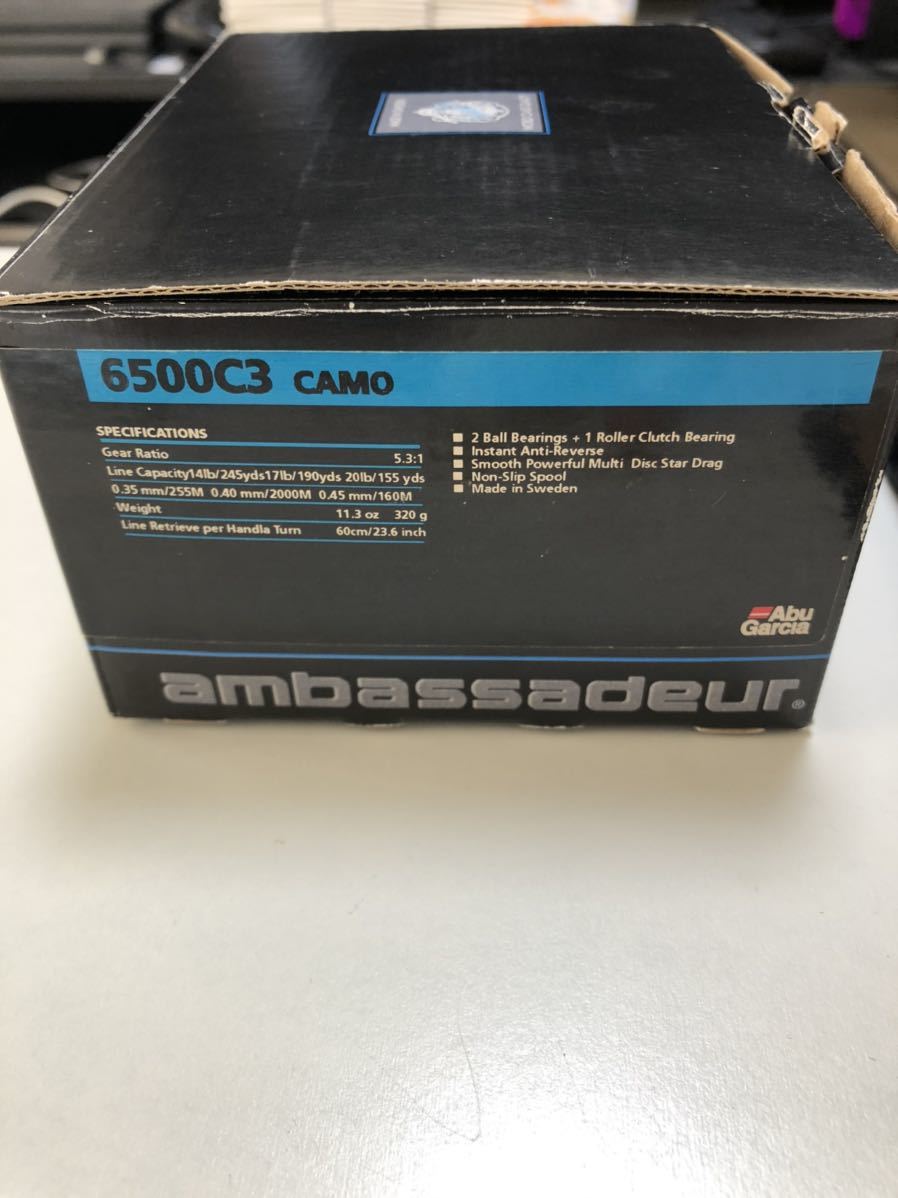 6500C3 CAMO
SPECIFICATIONS
Gear Ratio 5.3:1
Line Capacity14lb/245yds17lb/190yds 20lb/155 yds
0.35 mm/255M 0.40 mm/2000M 0.45 mm/160M
Weight 11.3 oz 320 g
Line Retrieve per Handla Turn 60cm/23.6 inch
2 Ball Bearings + 1 Roller Clutch Bearing
Instant Anti-Reverse
Smooth Powerful Multi Disc Star Drag
Non-Slip Spool
Made in Sweden
Abu
Garcia
ambassadeur®